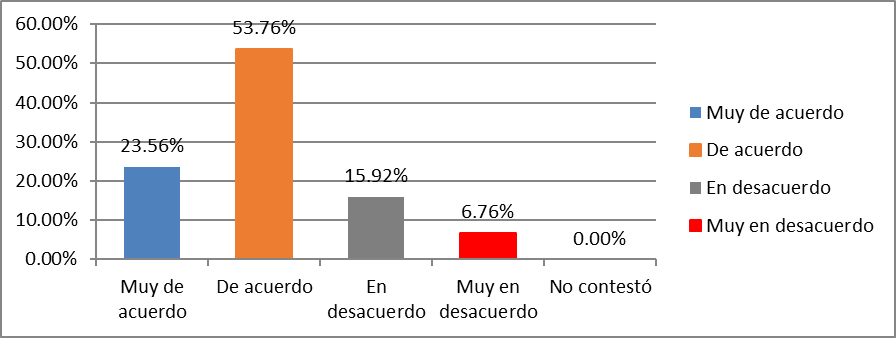 60.00%
50.00%
40.00%
30.00%
20.00%
10.00%
0.00%
23.56%
53.76%
15.92%
6.76%
0.00%
Muy de
acuerdo
De acuerdo
En
desacuerdo
Muy en
desacuerdo
No contestó
Muy de acuerdo
De acuerdo
En desacuerdo
Muy en desacuerdo